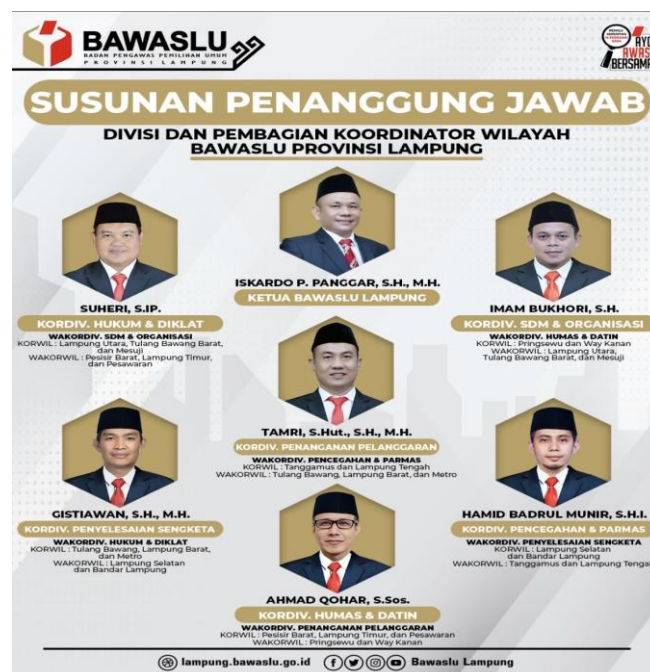 BAWASLU
BADAN PENGAWAS PEMILIHAN UMUM
PROVINSI LAMPUNG
AYO
AWASI
BERSAMA
SUSUNAN PENANGGUNG JAWAB
DIVISI DAN PEMBAGIAN KOORDINATOR WILAYAH
BAWASLU PROVINSI LAMPUNG
ISKARDO P. PANGGAR, S.H., M.H.
KETUA BAWASLU LAMPUNG
SUHERI, S.IP.
KORDIV. HUKUM & DIKLAT
WAKORDIV. SDM & ORGANISASI
KORWIL : Lampung Utara, Tulang Bawang Barat,
dan Mesuji
WAKORWIL : Pesisir Barat, Lampung Timur,
dan Pesawaran
IMAM BUKHORI, S.H.
KORDIV. SDM & ORGANISASI
WAKORDIV. HUMAS & DATIN
KORWIL : Pringsewu dan Way Kanan
WAKORWIL : Lampung Utara,
Tulang Bawang Barat, dan Mesuji
TAMRI, S.Hut., S.H., M.H.
KORDIV. PENANGANAN PELANGGARAN
WAKORDIV. PENCEGAHAN & PARMAS
KORWIL : Tanggamus dan Lampung Tengah
WAKORWIL : Tulang Bawang, Lampung Barat, dan Metro
GISTIAWAN, S.H., M.H.
KORDIV. PENYELESAIAN SENGKETA
WAKORDIV. HUKUM & DIKLAT
KORWIL : Tulang Bawang, Lampung Barat,
dan Metro
WAKORWIL : Lampung Selatan
dan Bandar Lampung
HAMID BADRUL MUNIR, S.H.I.
KORDIV. PENCEGAHAN & PARMAS
WAKORDIV. PENYELESAIAN SENGKETA
KORWIL : Lampung Selatan
dan Bandar Lampung
WAKORWIL : Tanggamus dan Lampung Tenga
AHMAD QOHAR, S.Sos.
KORDIV. HUMAS & DATIN
WAKORDIV. PENANGANAN PELANGGARAN
KORWIL : Pesisir Barat, Lampung Timur, dan Pesawaran
WAKORWIL : Pringsewu dan Way Kanan
lampung.bawaslu.go.id Bawaslu Lampung